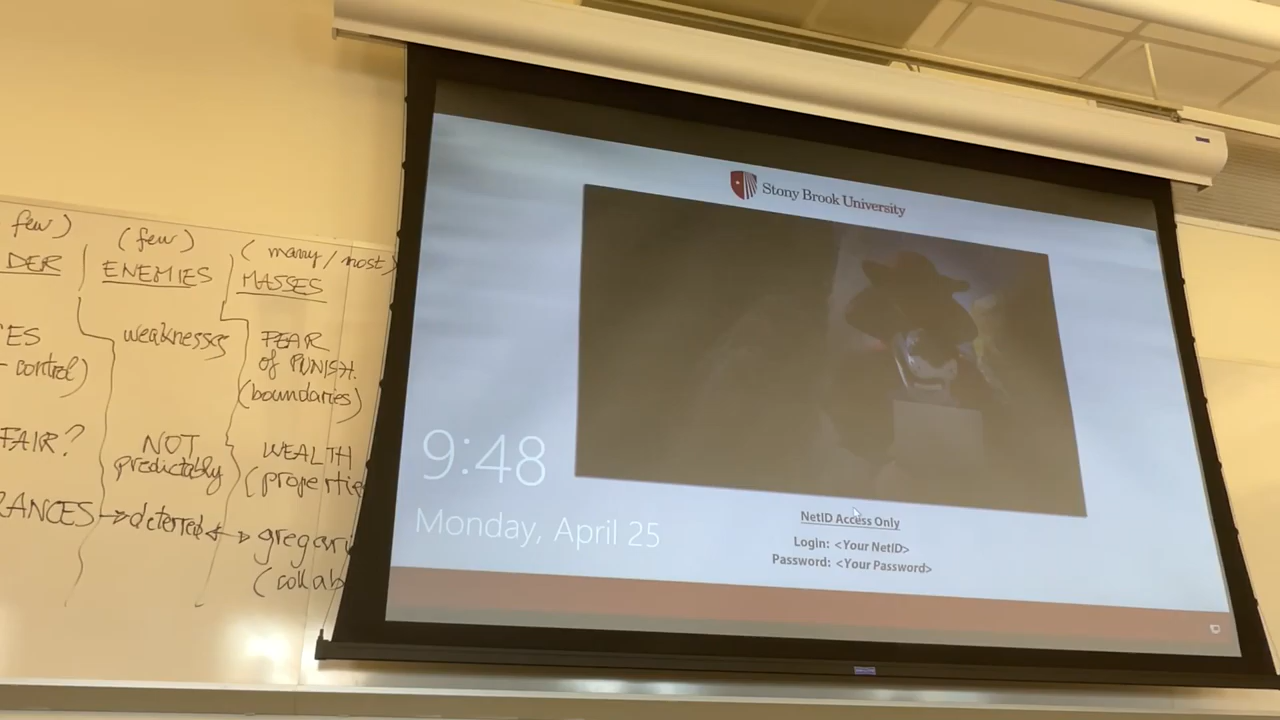 few)
DER
ES
control)
FAIR?
RANCES
(few)
ENEMIES
weaknesses
NOT
predictably
deterred
(many/most)
MASSES
FEAR
of PUNISH.
(boundaries)
WEALTH
(propertie
gregari
(collab
Stony Brook University
9:48
Monday, April 25
NetID Access Only
Login: <Your NetID>
Password: <Your Password>